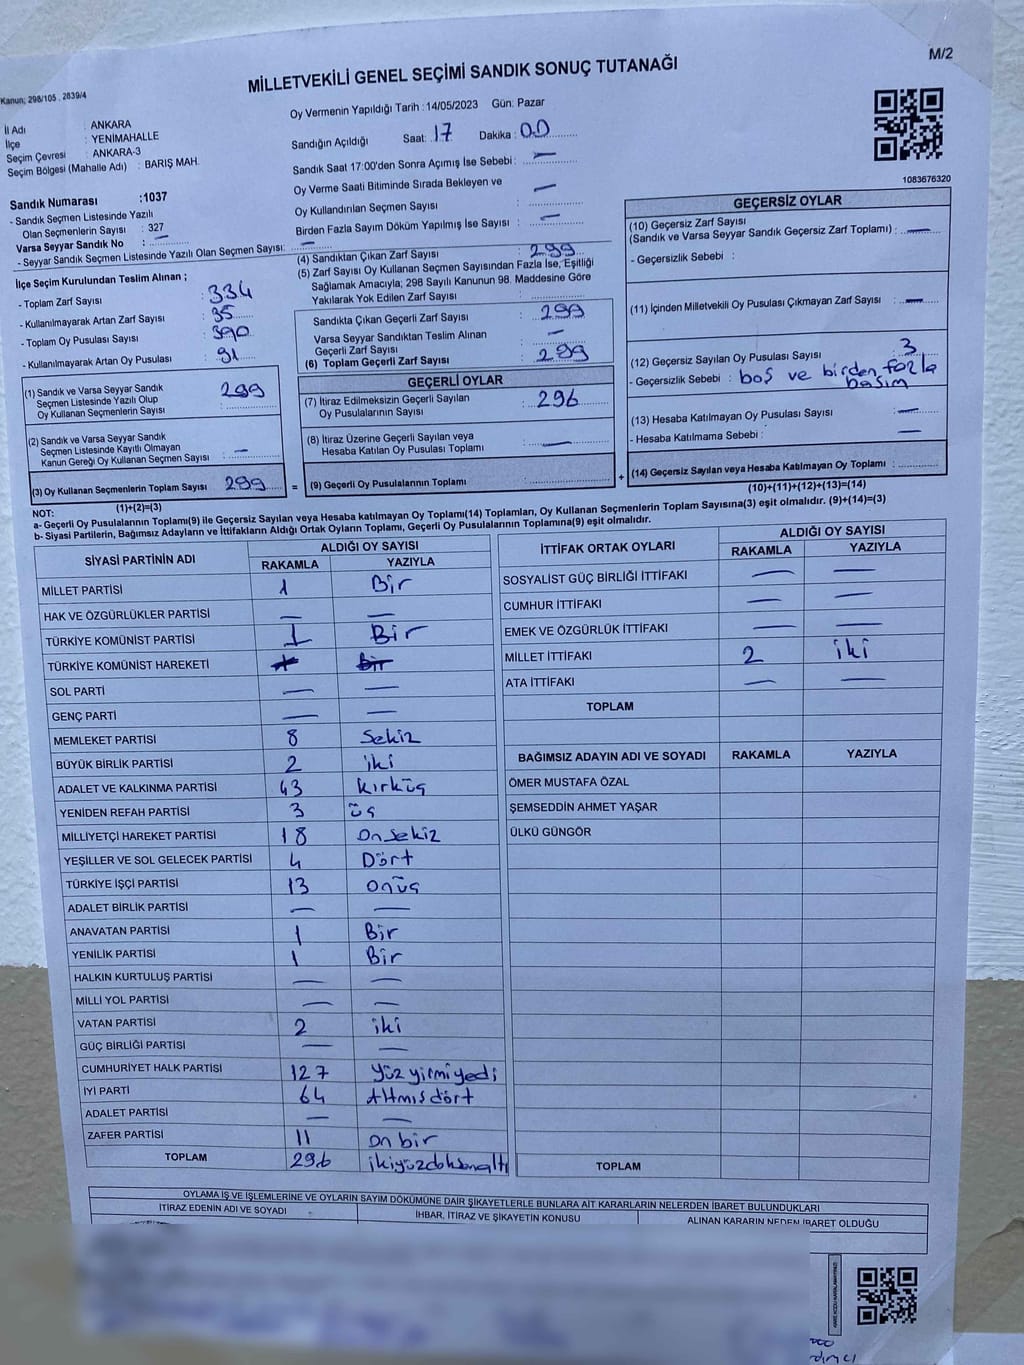 M/2
Kanun; 298/105 . 2839/4
MİLLETVEKİLİ GENEL SEÇİMİ SANDIK SONUÇ TUTANAĞI
İl Adı : ANKARA
İlçe : YENİMAHALLE
Seçim Çevresi : ANKARA-3
Seçim Bölgesi (Mahalle Adı) : BARIŞ MAH.
Oy Vermenin Yapıldığı Tarih : 14/05/2023 Gün: Pazar
Sandığın Açıldığı Saat: 17 Dakika : 00
Sandık Saat 17:00'den Sonra Açımış İse Sebebi : —
Oy Verme Saati Bitiminde Sırada Bekleyen ve
Oy Kullandırılan Seçmen Sayısı : —
Birden Fazla Sayım Döküm Yapılmış İse Sayısı : —
1083676320
Sandık Numarası :1037
- Sandık Seçmen Listesinde Yazılı
Olan Seçmenlerin Sayısı : 327
Varsa Seyyar Sandık No : —
- Seyyar Sandık Seçmen Listesinde Yazılı Olan Seçmen Sayısı: —
İlçe Seçim Kurulundan Teslim Alınan ;
- Toplam Zarf Sayısı : 334
- Kullanılmayarak Artan Zarf Sayısı : 35
- Toplam Oy Pusulası Sayısı : 390
- Kullanılmayarak Artan Oy Pusulası : 91
(1) Sandık ve Varsa Seyyar Sandık
Seçmen Listesinde Yazılı Olup
Oy Kullanan Seçmenlerin Sayısı : 299
(2) Sandık ve Varsa Seyyar Sandık
Seçmen Listesinde Kayıtlı Olmayan
Kanun Gereği Oy Kullanan Seçmen Sayısı : —
(3) Oy Kullanan Seçmenlerin Toplam Sayısı : 299 =
(1)+(2)=(3)
(4) Sandıktan Çıkan Zarf Sayısı : 299
(5) Zarf Sayısı Oy Kullanan Seçmen Sayısından Fazla İse, Eşitliği
Sağlamak Amacıyla; 298 Sayılı Kanunun 98. Maddesine Göre
Yakılarak Yok Edilen Zarf Sayısı :
Sandıkta Çıkan Geçerli Zarf Sayısı : 299
Varsa Seyyar Sandıktan Teslim Alınan
Geçerli Zarf Sayısı : —
(6) Toplam Geçerli Zarf Sayısı : 299
GEÇERLİ OYLAR
(7) İtiraz Edilmeksizin Geçerli Sayılan
Oy Pusulalarının Sayısı : 296
(8) İtiraz Üzerine Geçerli Sayılan veya
Hesaba Katılan Oy Pusulası Toplamı : —
(9) Geçerli Oy Pusulalarının Toplamı : +
GEÇERSİZ OYLAR
(10) Geçersiz Zarf Sayısı
(Sandık ve Varsa Seyyar Sandık Geçersiz Zarf Toplamı) : —
- Geçersizlik Sebebi :
(11) İçinden Milletvekili Oy Pusulası Çıkmayan Zarf Sayısı : —
(12) Geçersiz Sayılan Oy Pusulası Sayısı : 3
- Geçersizlik Sebebi : boş ve birden fazla
basım
(13) Hesaba Katılmayan Oy Pusulası Sayısı : —
- Hesaba Katılmama Sebebi : —
(14) Geçersiz Sayılan veya Hesaba Katılmayan Oy Toplamı :
(10)+(11)+(12)+(13)=(14)
NOT:
a- Geçerli Oy Pusulalarının Toplamı(9) ile Geçersiz Sayılan veya Hesaba katılmayan Oy Toplamı(14) Toplamları, Oy Kullanan Seçmenlerin Toplam Sayısına(3) eşit olmalıdır. (9)+(14)=(3)
b- Siyasi Partilerin, Bağımsız Adayların ve İttifakların Aldığı Ortak Oyların Toplamı, Geçerli Oy Pusulalarının Toplamına(9) eşit olmalıdır.
SİYASİ PARTİNİN ADI ALDIĞI OY SAYISI
RAKAMLA YAZIYLA
MİLLET PARTİSİ 1 Bir
HAK VE ÖZGÜRLÜKLER PARTİSİ — —
TÜRKİYE KOMÜNİST PARTİSİ 1 Bir
TÜRKİYE KOMÜNİST HAREKETİ 1 Bir
SOL PARTİ — —
GENÇ PARTİ — —
MEMLEKET PARTİSİ 8 Sekiz
BÜYÜK BİRLİK PARTİSİ 2 iki
ADALET VE KALKINMA PARTİSİ 43 kırküç
YENİDEN REFAH PARTİSİ 3 üç
MİLLİYETÇİ HAREKET PARTİSİ 18 Onsekiz
YEŞİLLER VE SOL GELECEK PARTİSİ 4 Dört
TÜRKİYE İŞÇİ PARTİSİ 13 onüç
ADALET BİRLİK PARTİSİ — —
ANAVATAN PARTİSİ 1 Bir
YENİLİK PARTİSİ 1 Bir
HALKIN KURTULUŞ PARTİSİ — —
MİLLİ YOL PARTİSİ — —
VATAN PARTİSİ 2 iki
GÜÇ BİRLİĞİ PARTİSİ — —
CUMHURİYET HALK PARTİSİ 127 yüz yirmi yedi
İYİ PARTİ 64 Altmış dört
ADALET PARTİSİ — —
ZAFER PARTİSİ 11 on bir
TOPLAM 296 ikiyüzdoksanaltı
İTTİFAK ORTAK OYLARI ALDIĞI OY SAYISI
RAKAMLA YAZIYLA
SOSYALİST GÜÇ BİRLİĞİ İTTİFAKI — —
CUMHUR İTTİFAKI — —
EMEK VE ÖZGÜRLÜK İTTİFAKI — —
MİLLET İTTİFAKI 2 iki
ATA İTTİFAKI — —
TOPLAM
BAĞIMSIZ ADAYIN ADI VE SOYADI RAKAMLA YAZIYLA
ÖMER MUSTAFA ÖZAL
ŞEMSEDDİN AHMET YAŞAR
ÜLKÜ GÜNGÖR
TOPLAM
OYLAMA İŞ VE İŞLEMLERİNE VE OYLARIN SAYIM DÖKÜMÜNE DAİR ŞİKAYETLERLE BUNLARA AİT KARARLARIN NELERDEN İBARET BULUNDUKLARI
İTİRAZ EDENİN ADI VE SOYADI İHBAR, İTİRAZ VE ŞİKAYETİN KONUSU ALINAN KARARIN NEDEN İBARET OLDUĞU